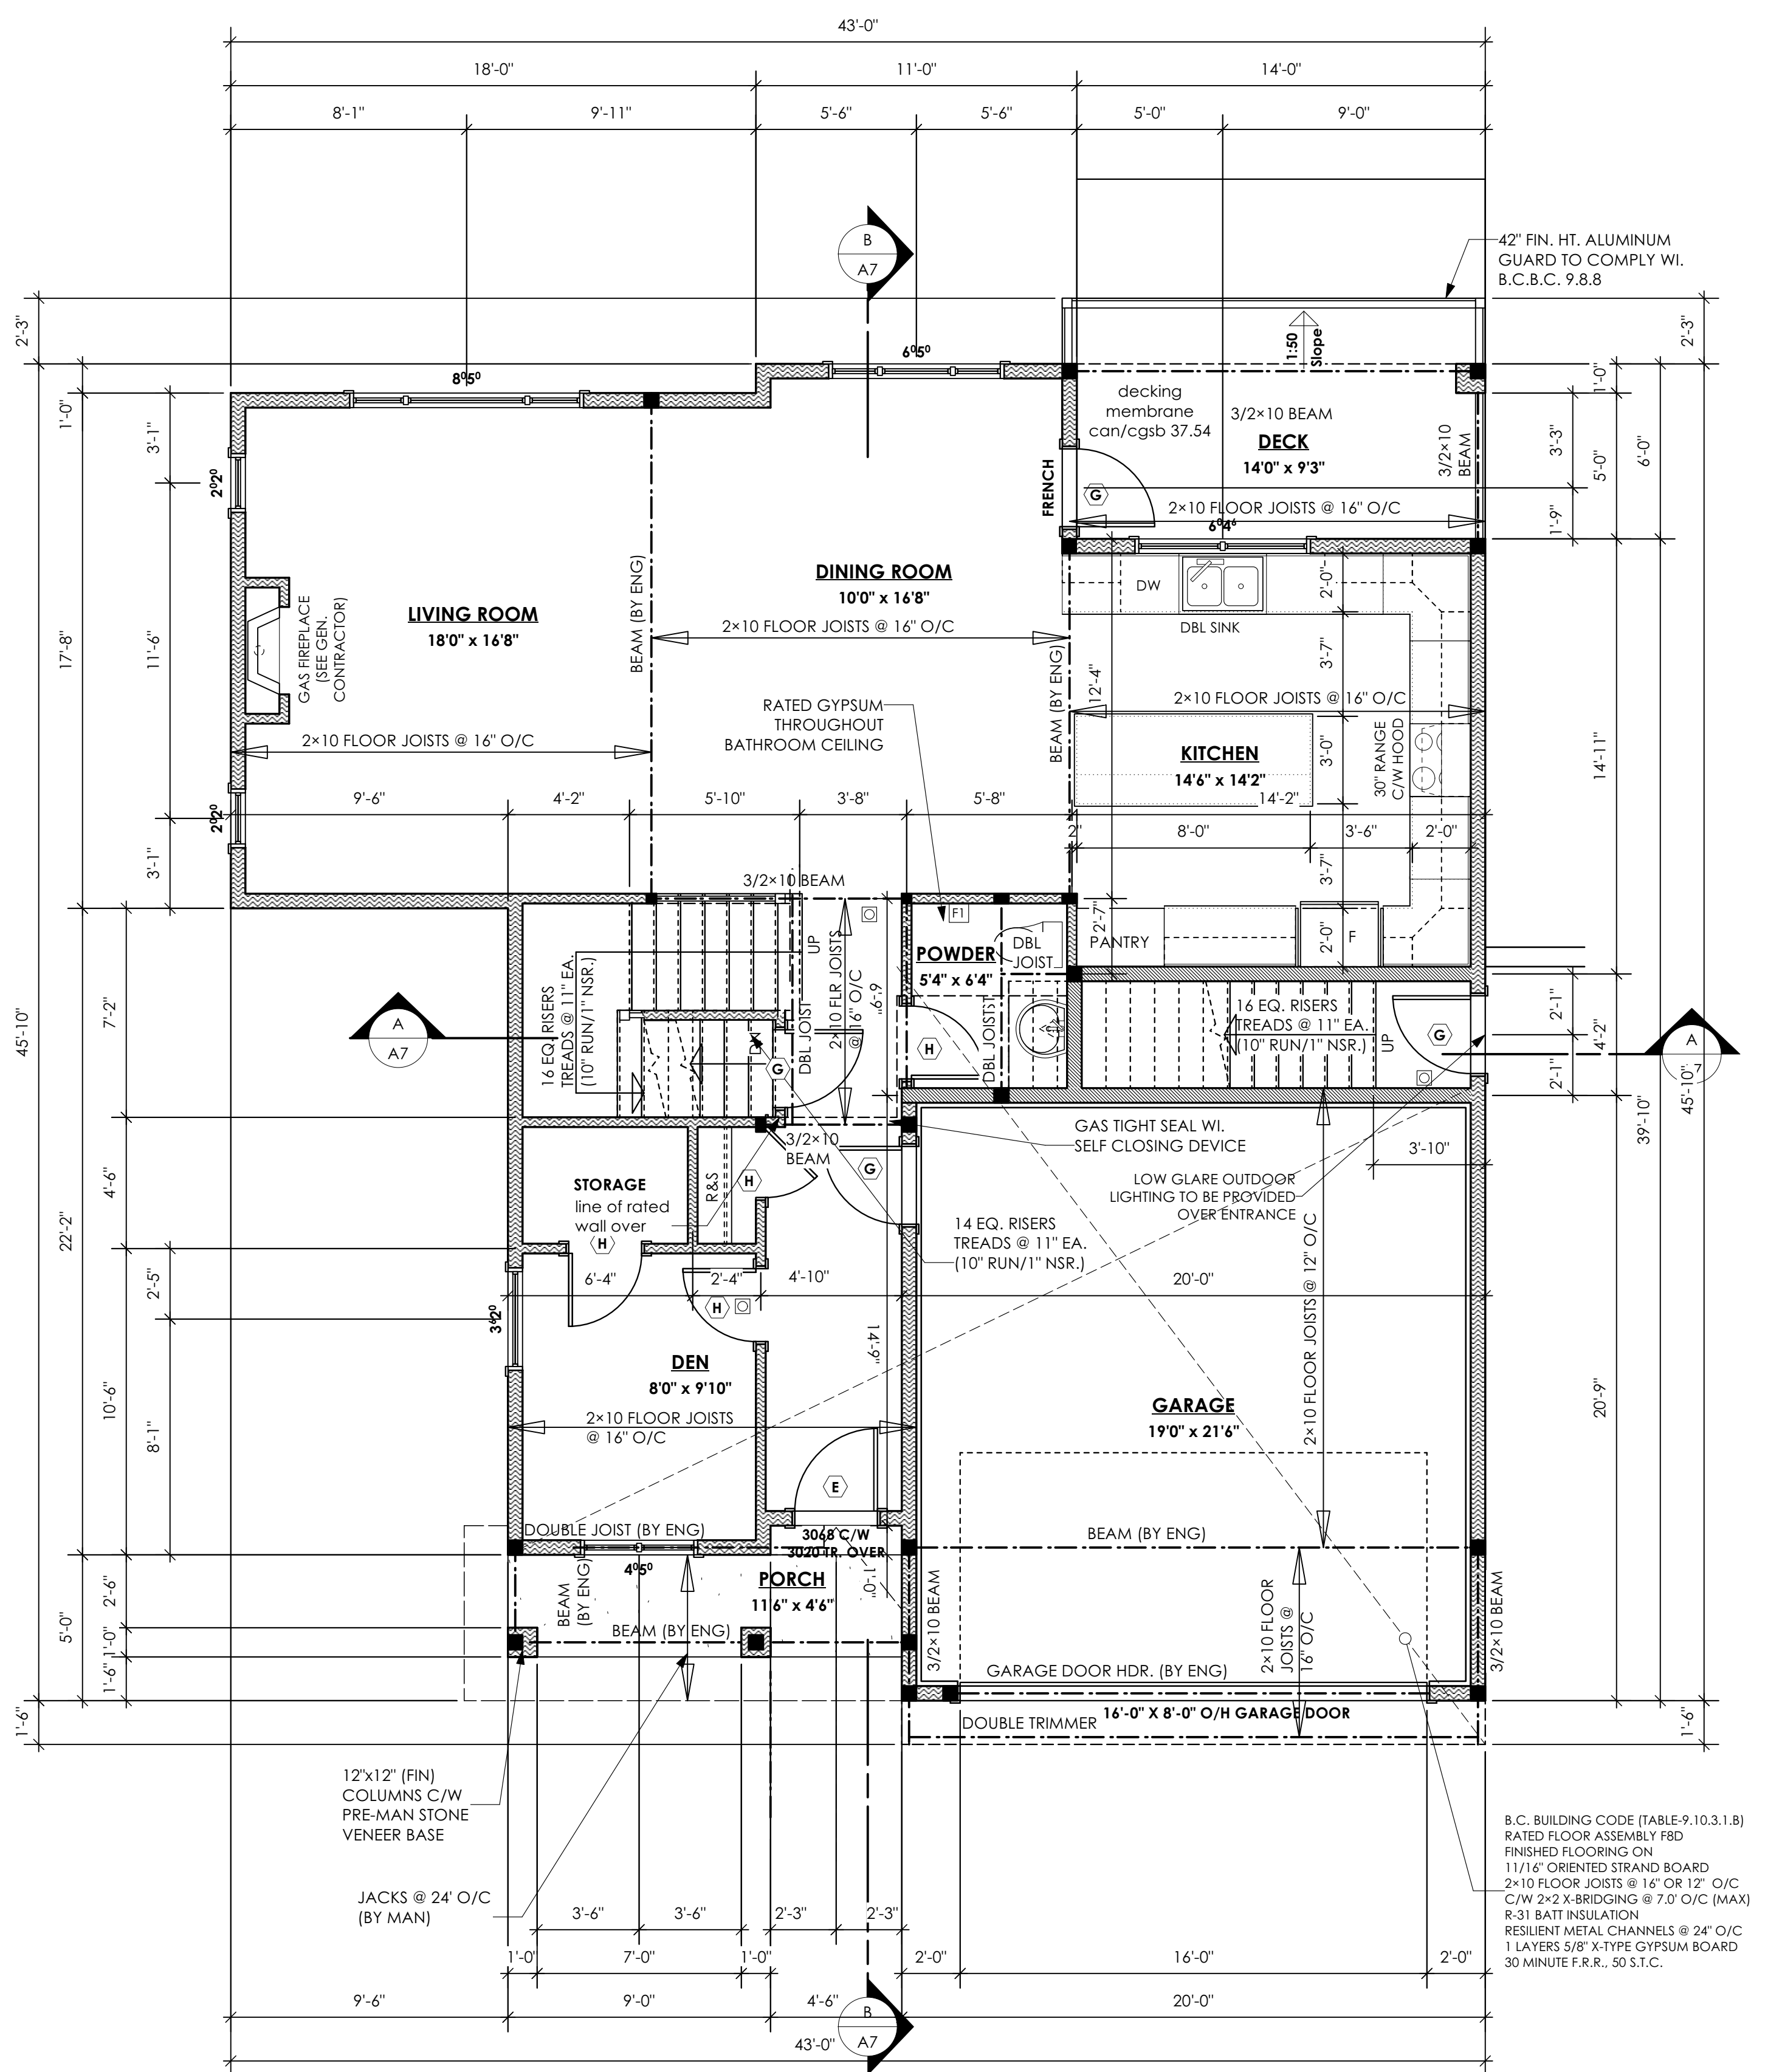 43'-0"
18'-0"
11'-0"
14'-0"
8'-1"
9'-11"
5'-6"
5'-6"
5'-0"
9'-0"
B
A7
42" FIN. HT. ALUMINUM
GUARD TO COMPLY WI.
B.C.B.C. 9.8.8
2'-3"
2'-3"
6⁰5⁰
1:50
Slope
8⁰5⁰
1'-0"
1'-0"
decking
membrane
can/cgsb 37.54
3/2×10 BEAM
DECK
14'0" x 9'3"
3/2×10
BEAM
3'-1"
3'-3"
5'-0"
6'-0"
2⁰2⁰
FRENCH
G
2×10 FLOOR JOISTS @ 16" O/C
6⁰4⁶
1'-9"
DINING ROOM
10'0" x 16'8"
LIVING ROOM
18'0" x 16'8"
GAS FIREPLACE
(SEE GEN.
CONTRACTOR)
BEAM (BY ENG)
2×10 FLOOR JOISTS @ 16" O/C
DW
DBL SINK
2'-0"
3'-7"
17'-8"
11'-6"
12'-4"
BEAM (BY ENG)
2×10 FLOOR JOISTS @ 16" O/C
RATED GYPSUM
THROUGHOUT
BATHROOM CEILING
2×10 FLOOR JOISTS @ 16" O/C
KITCHEN
14'6" x 14'2"
3'-0"
30" RANGE
C/W HOOD
14'-11"
9'-6"
4'-2"
5'-10"
3'-8"
5'-8"
14'-2"
2⁰2⁰
2"
8'-0"
3'-6"
2'-0"
3'-1"
3'-7"
3/2×10 BEAM
F1
2'-7"
PANTRY
2'-0"
F
UP
POWDER
5'4" x 6'4"
DBL
JOIST
16 EQ. RISERS
TREADS @ 11" EA.
(10" RUN/1" NSR.)
2×10 FLR JOISTS
@ 16" O/C
6'-9"
DBL JOIST
DN
G
H
DBL JOIST
16 EQ. RISERS
TREADS @ 11" EA.
(10" RUN/1" NSR.)
UP
G
2'-1"
4'-2"
2'-1"
7'-2"
45'-10"
45'-10"
A
A7
A
7
39'-10"
GAS TIGHT SEAL WI.
SELF CLOSING DEVICE
3'-10"
3/2×10
BEAM
G
H
R&S
STORAGE
line of rated
wall over
H
4'-6"
22'-2"
LOW GLARE OUTDOOR
LIGHTING TO BE PROVIDED
OVER ENTRANCE
14 EQ. RISERS
TREADS @ 11" EA.
(10" RUN/1" NSR.)
6'-4"
2'-4"
4'-10"
20'-0"
2'-5"
H
3⁶2⁰
14'-9"
2×10 FLOOR JOISTS @ 12" O/C
DEN
8'0" x 9'10"
GARAGE
19'0" x 21'6"
20'-9"
10'-6"
8'-1"
2×10 FLOOR JOISTS
@ 16" O/C
E
DOUBLE JOIST (BY ENG)
3068 C/W
3020 TR. OVER
BEAM (BY ENG)
4⁰5⁰
PORCH
11'6" x 4'6"
1'-0"
BEAM
(BY ENG)
BEAM (BY ENG)
3/2×10 BEAM
2×10 FLOOR
JOISTS @
16" O/C
3/2×10 BEAM
2'-6"
5'-0"
1'-0"
1'-6"
GARAGE DOOR HDR. (BY ENG)
16'-0" X 8'-0" O/H GARAGE DOOR
DOUBLE TRIMMER
1'-6"
1'-6"
12"x12" (FIN)
COLUMNS C/W
PRE-MAN STONE
VENEER BASE
JACKS @ 24' O/C
(BY MAN)
B.C. BUILDING CODE (TABLE-9.10.3.1.B)
RATED FLOOR ASSEMBLY F8D
FINISHED FLOORING ON
11/16" ORIENTED STRAND BOARD
2×10 FLOOR JOISTS @ 16" OR 12" O/C
C/W 2×2 X-BRIDGING @ 7.0' O/C (MAX)
R-31 BATT INSULATION
RESILIENT METAL CHANNELS @ 24" O/C
1 LAYERS 5/8" X-TYPE GYPSUM BOARD
30 MINUTE F.R.R., 50 S.T.C.
3'-6"
3'-6"
2'-3"
2'-3"
1'-0"
7'-0"
1'-0"
2'-0"
16'-0"
2'-0"
9'-6"
9'-0"
4'-6"
20'-0"
B
A7
43'-0"